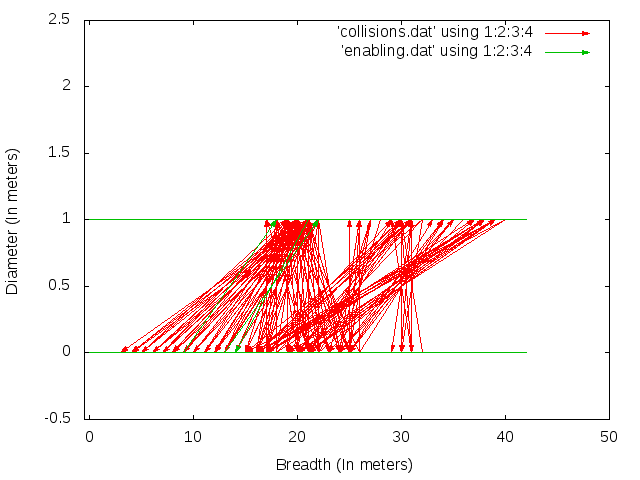 2.5
'collisions.dat' using 1:2:3:4
'enabling.dat' using 1:2:3:4
2
1.5
1
0.5
0
-0.5
Diameter (In meters)
0 10 20 30 40 50
Breadth (In meters)